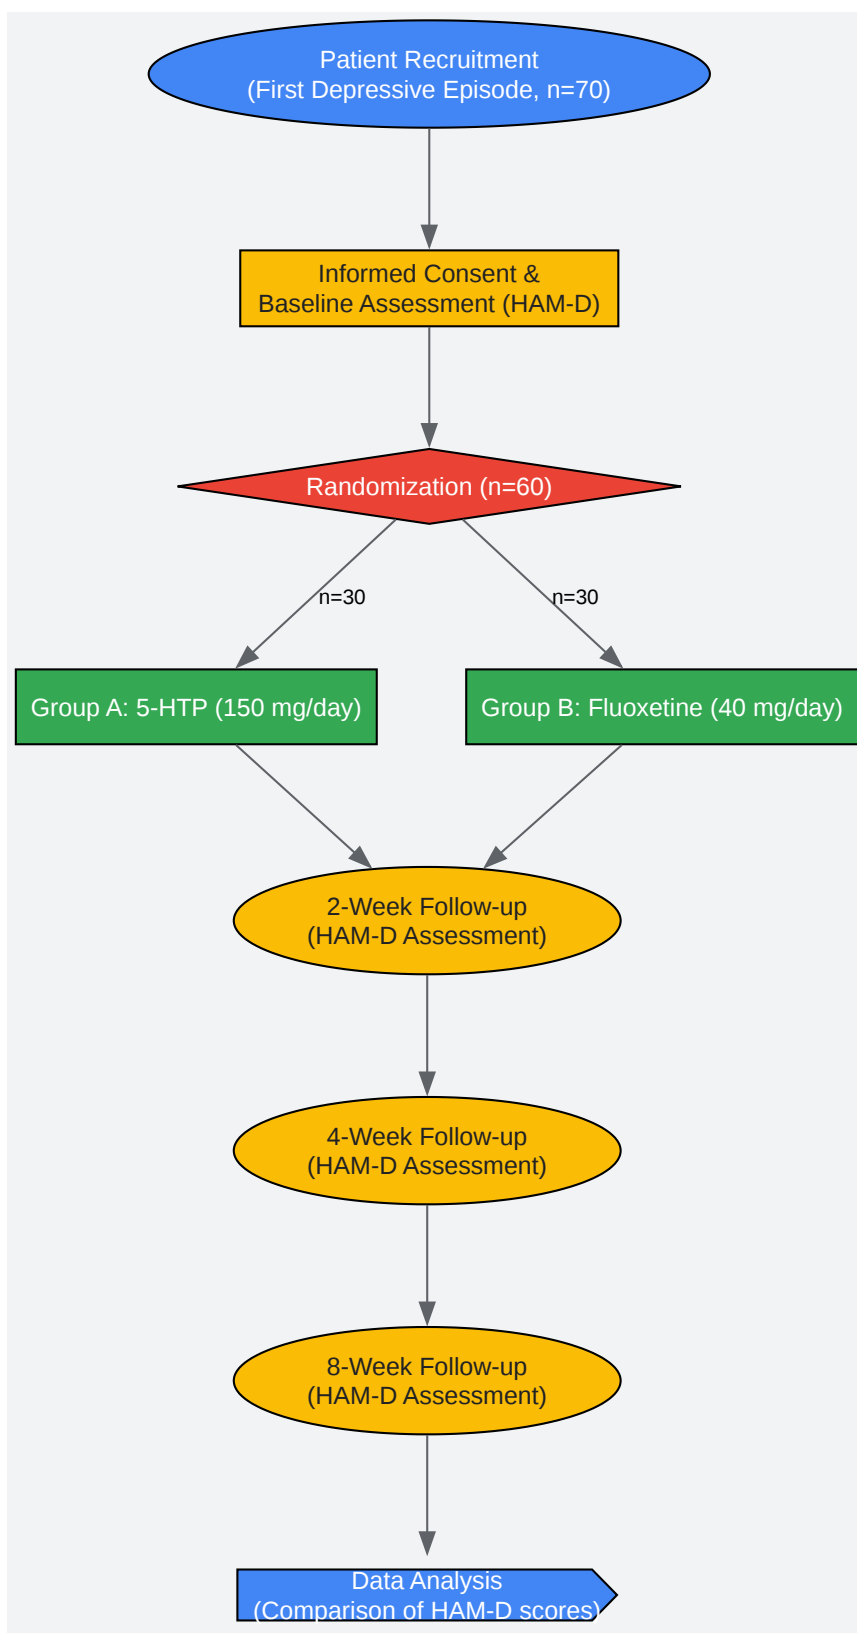 Patient Recruitment
(First Depressive Episode, n=70)
Informed Consent &
Baseline Assessment (HAM-D)
Randomization (n=60)
n=30
n=30
Group A: 5-HTP (150 mg/day)
Group B: Fluoxetine (40 mg/day)
2-Week Follow-up
(HAM-D Assessment)
4-Week Follow-up
(HAM-D Assessment)
8-Week Follow-up
(HAM-D Assessment)
Data Analysis
(Comparison of HAM-D scores)